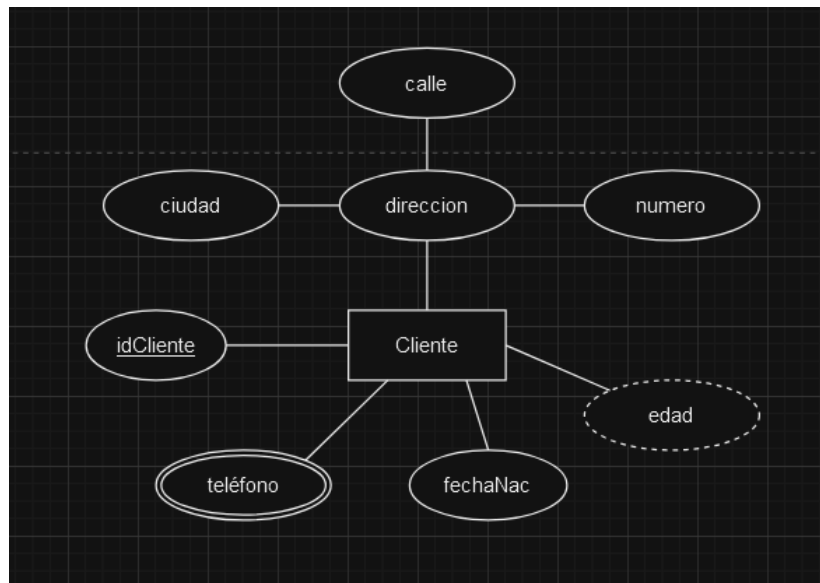 calle
ciudad
direccion
numero
idCliente
Cliente
edad
teléfono
fechaNac